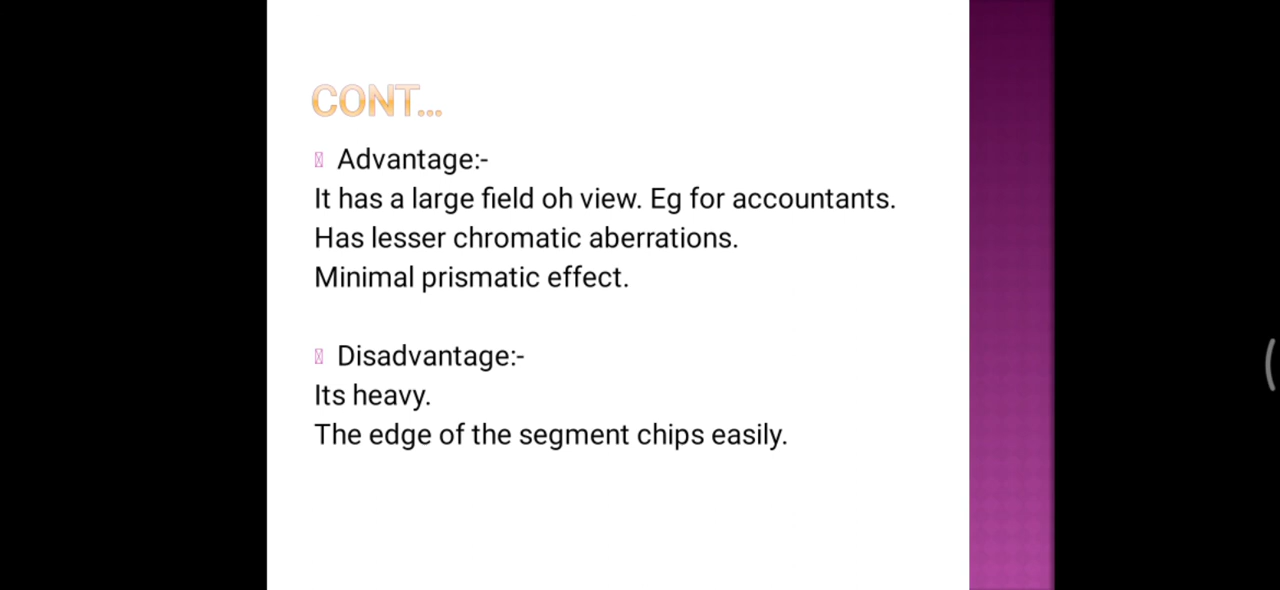 CONT...
Advantage:-
It has a large field oh view. Eg for accountants.
Has lesser chromatic aberrations.
Minimal prismatic effect.
Disadvantage:-
Its heavy.
The edge of the segment chips easily.